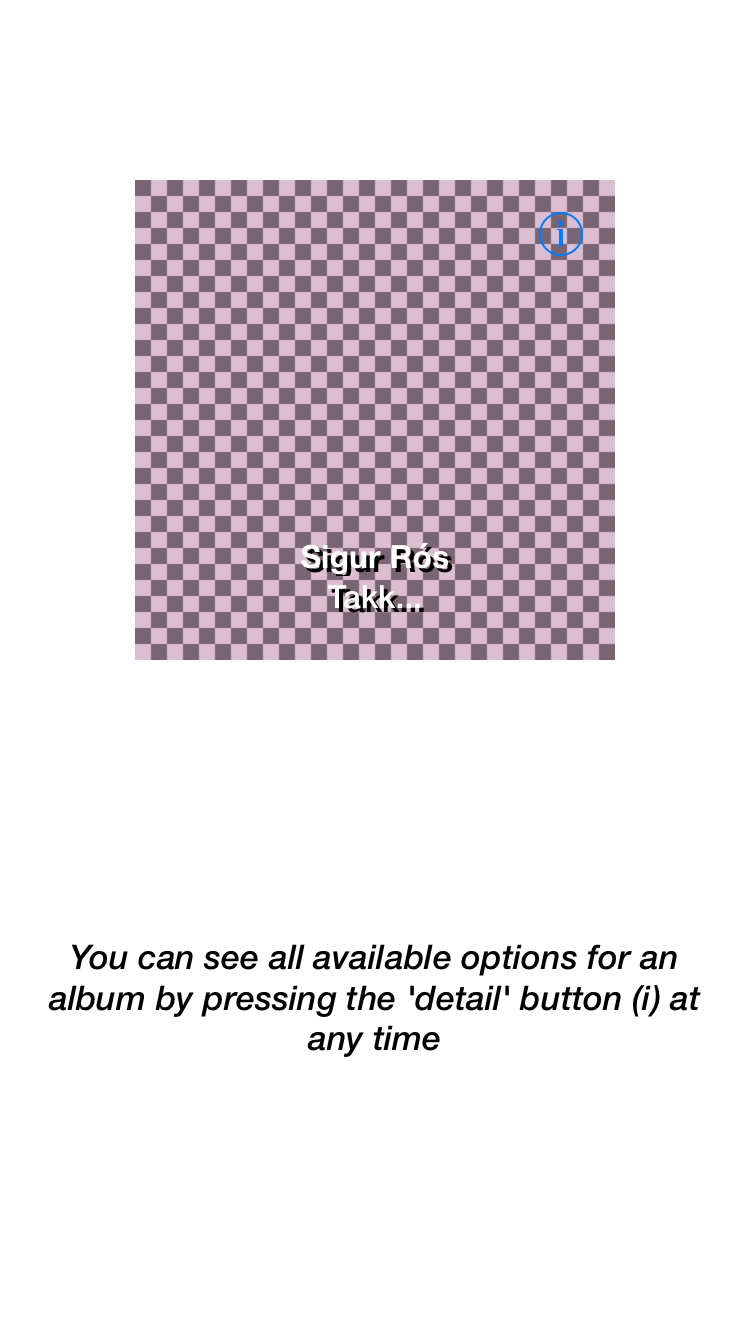 i
Sigur Rós
Takk...
You can see all available options for an
album by pressing the 'detail' button (i) at
any time